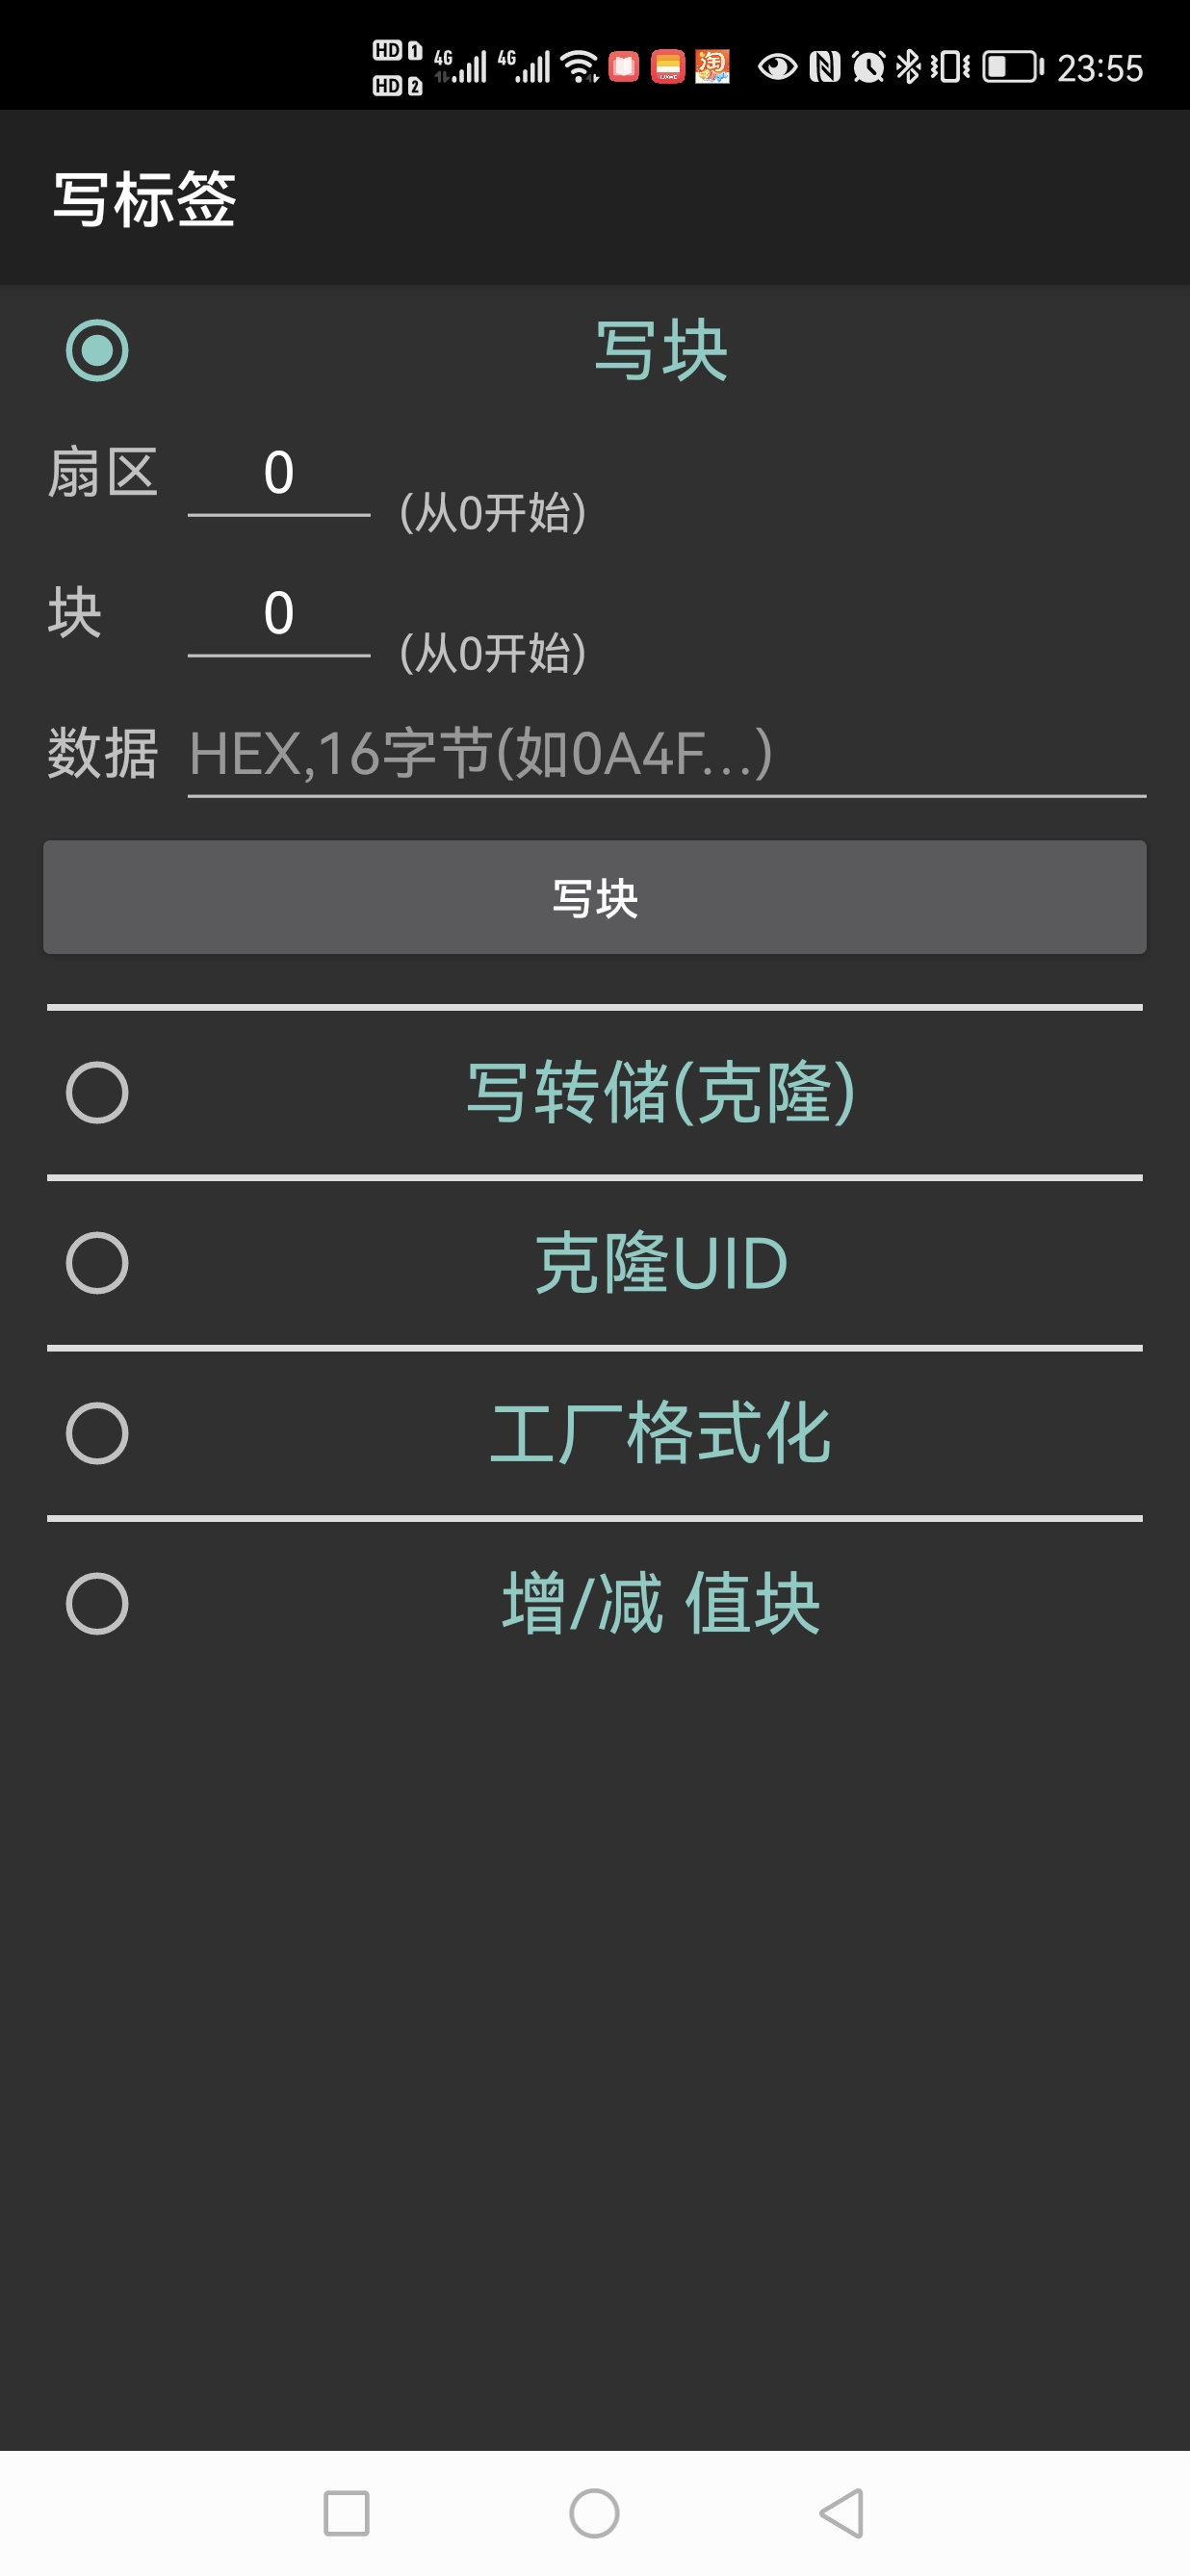 HD 1 4G 4G 淘 23:55
HD 2
写标签
写块
扇区 0 (从0开始)
块 0 (从0开始)
数据 HEX,16字节(如0A4F...)
写块
写转储(克隆)
克隆UID
工厂格式化
增/减 值块